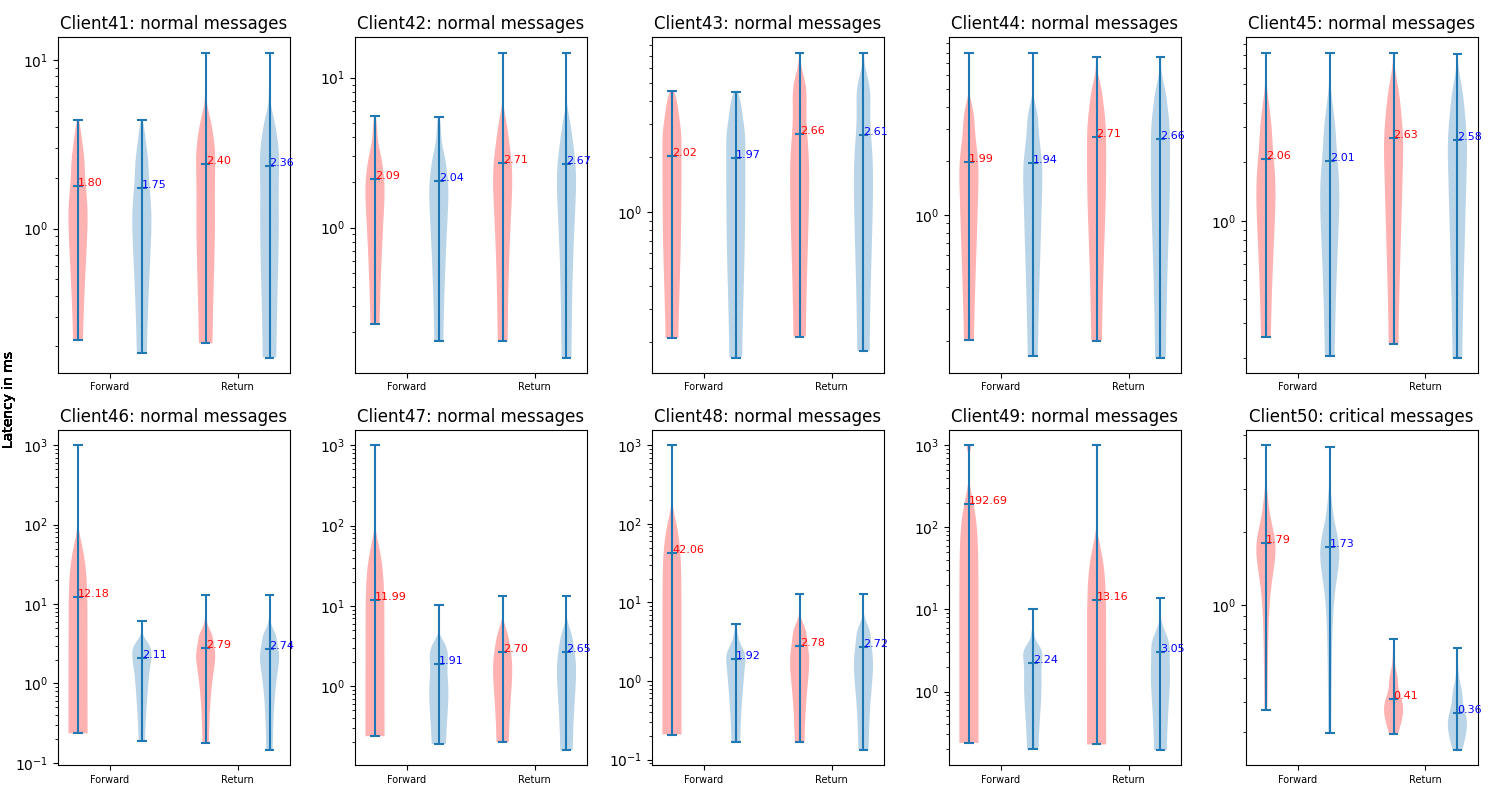 Latency in ms
Client41: normal messages
10¹
10⁰
1.80
1.75
2.40
2.36
Forward
Return
Client42: normal messages
10¹
10⁰
2.09
2.04
2.71
2.67
Forward
Return
Client43: normal messages
10⁰
2.02
1.97
2.66
2.61
Forward
Return
Client44: normal messages
10⁰
1.99
1.94
2.71
2.66
Forward
Return
Client45: normal messages
10⁰
2.06
2.01
2.63
2.58
Forward
Return
Client46: normal messages
10³
10²
10¹
10⁰
10⁻¹
12.18
2.11
2.79
2.74
Forward
Return
Client47: normal messages
10³
10²
10¹
10⁰
11.99
1.91
2.70
2.65
Forward
Return
Client48: normal messages
10³
10²
10¹
10⁰
10⁻¹
42.06
1.92
2.78
2.72
Forward
Return
Client49: normal messages
10³
10²
10¹
10⁰
192.69
2.24
13.16
3.05
Forward
Return
Client50: critical messages
10⁰
1.79
1.73
0.41
0.36
Forward
Return